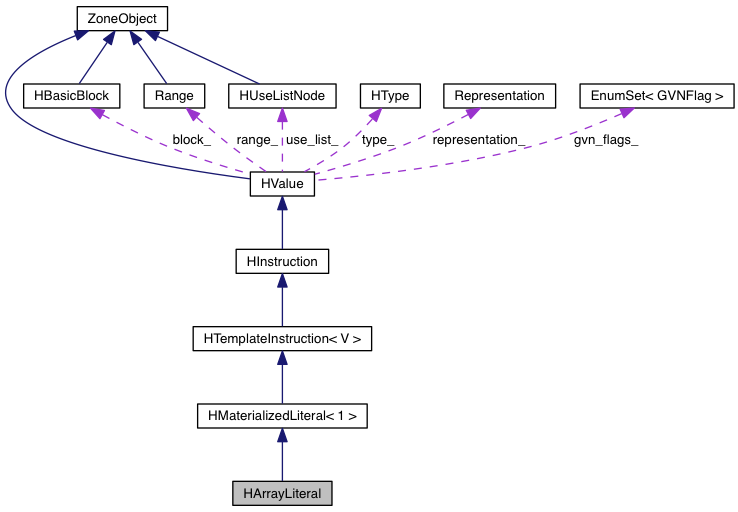 ZoneObject
HBasicBlock
Range
HUseListNode
HType
Representation
EnumSet< GVNFlag >
block_
range_
use_list_
type_
representation_
gvn_flags_
HValue
HInstruction
HTemplateInstruction< V >
HMaterializedLiteral< 1 >
HArrayLiteral